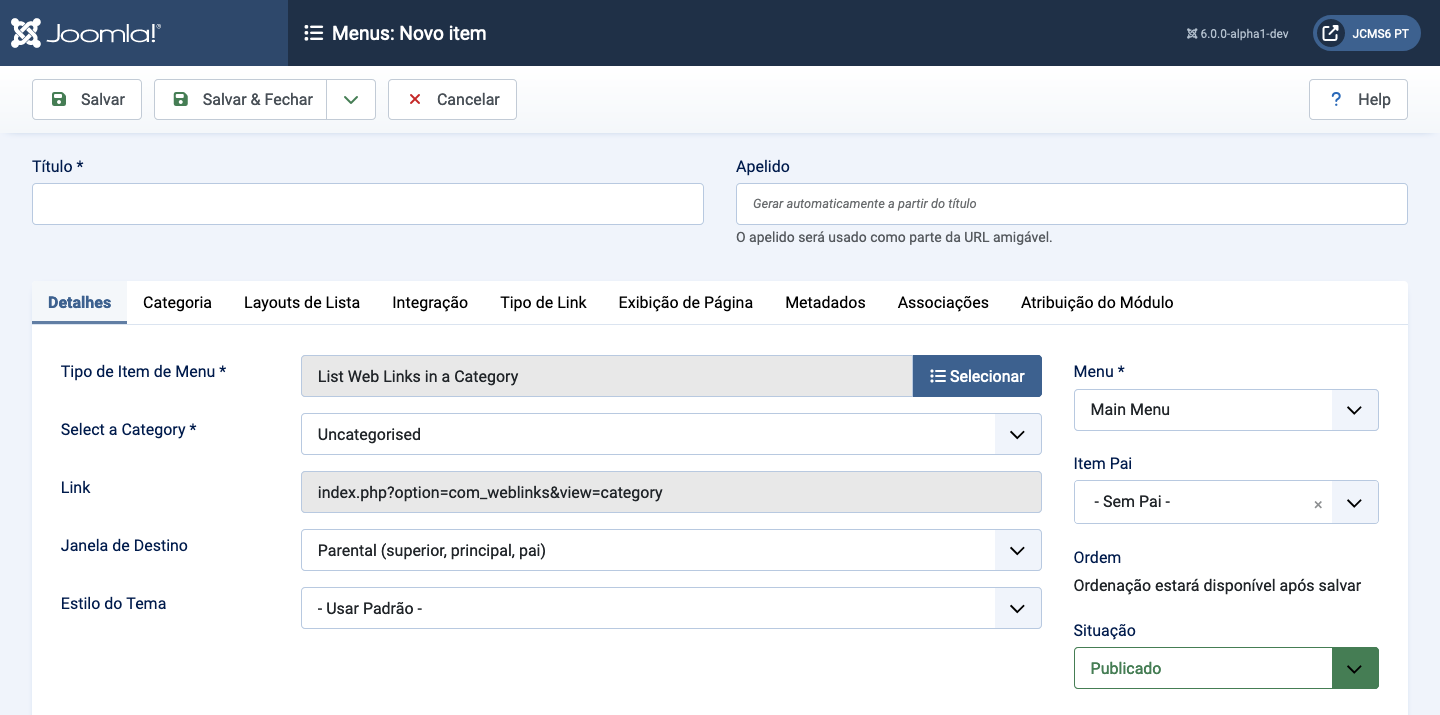 Joomla!®
Menus: Novo item
6.0.0-alpha1-dev
JCMS6 PT
Salvar
Salvar & Fechar
Cancelar
? Help
Título *
Apelido
Gerar automaticamente a partir do título
O apelido será usado como parte da URL amigável.
Detalhes Categoria Layouts de Lista Integração Tipo de Link Exibição de Página Metadados Associações Atribuição do Módulo
Tipo de Item de Menu *
List Web Links in a Category
Selecionar
Select a Category *
Uncategorised
Link
index.php?option=com_weblinks&view=category
Janela de Destino
Parental (superior, principal, pai)
Estilo do Tema
- Usar Padrão -
Menu *
Main Menu
Item Pai
- Sem Pai - ×
Ordem
Ordenação estará disponível após salvar
Situação
Publicado